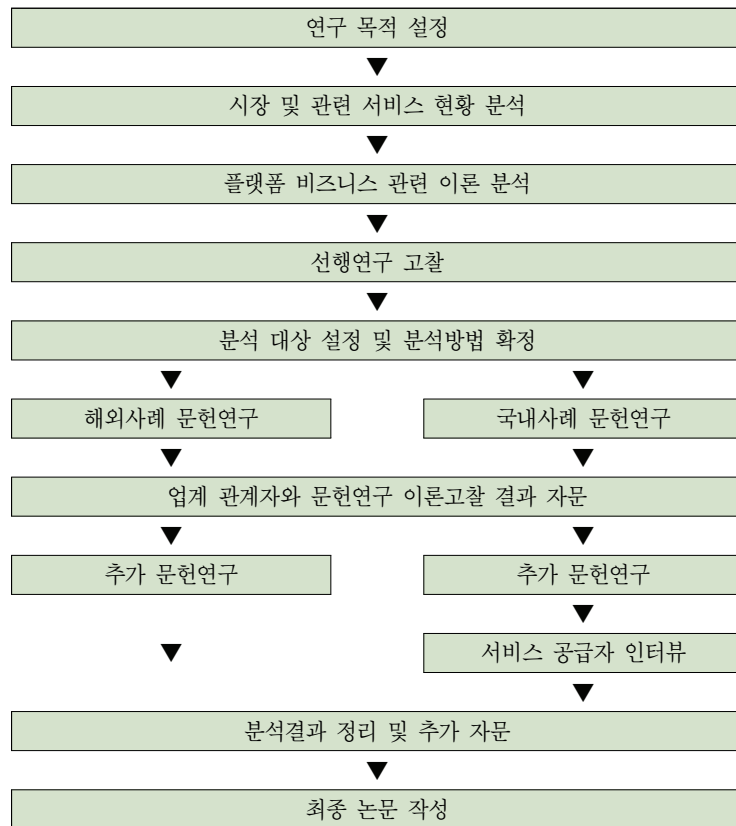 연구 목적 설정
▼
시장 및 관련 서비스 현황 분석
▼
플랫폼 비즈니스 관련 이론 분석
▼
선행연구 고찰
▼
분석 대상 설정 및 분석방법 확정
▼ ▼
해외사례 문헌연구 국내사례 문헌연구
▼ ▼
업계 관계자와 문헌연구 이론고찰 결과 자문
▼ ▼
추가 문헌연구 추가 문헌연구
▼
▼ 서비스 공급자 인터뷰
▼
분석결과 정리 및 추가 자문
▼
최종 논문 작성